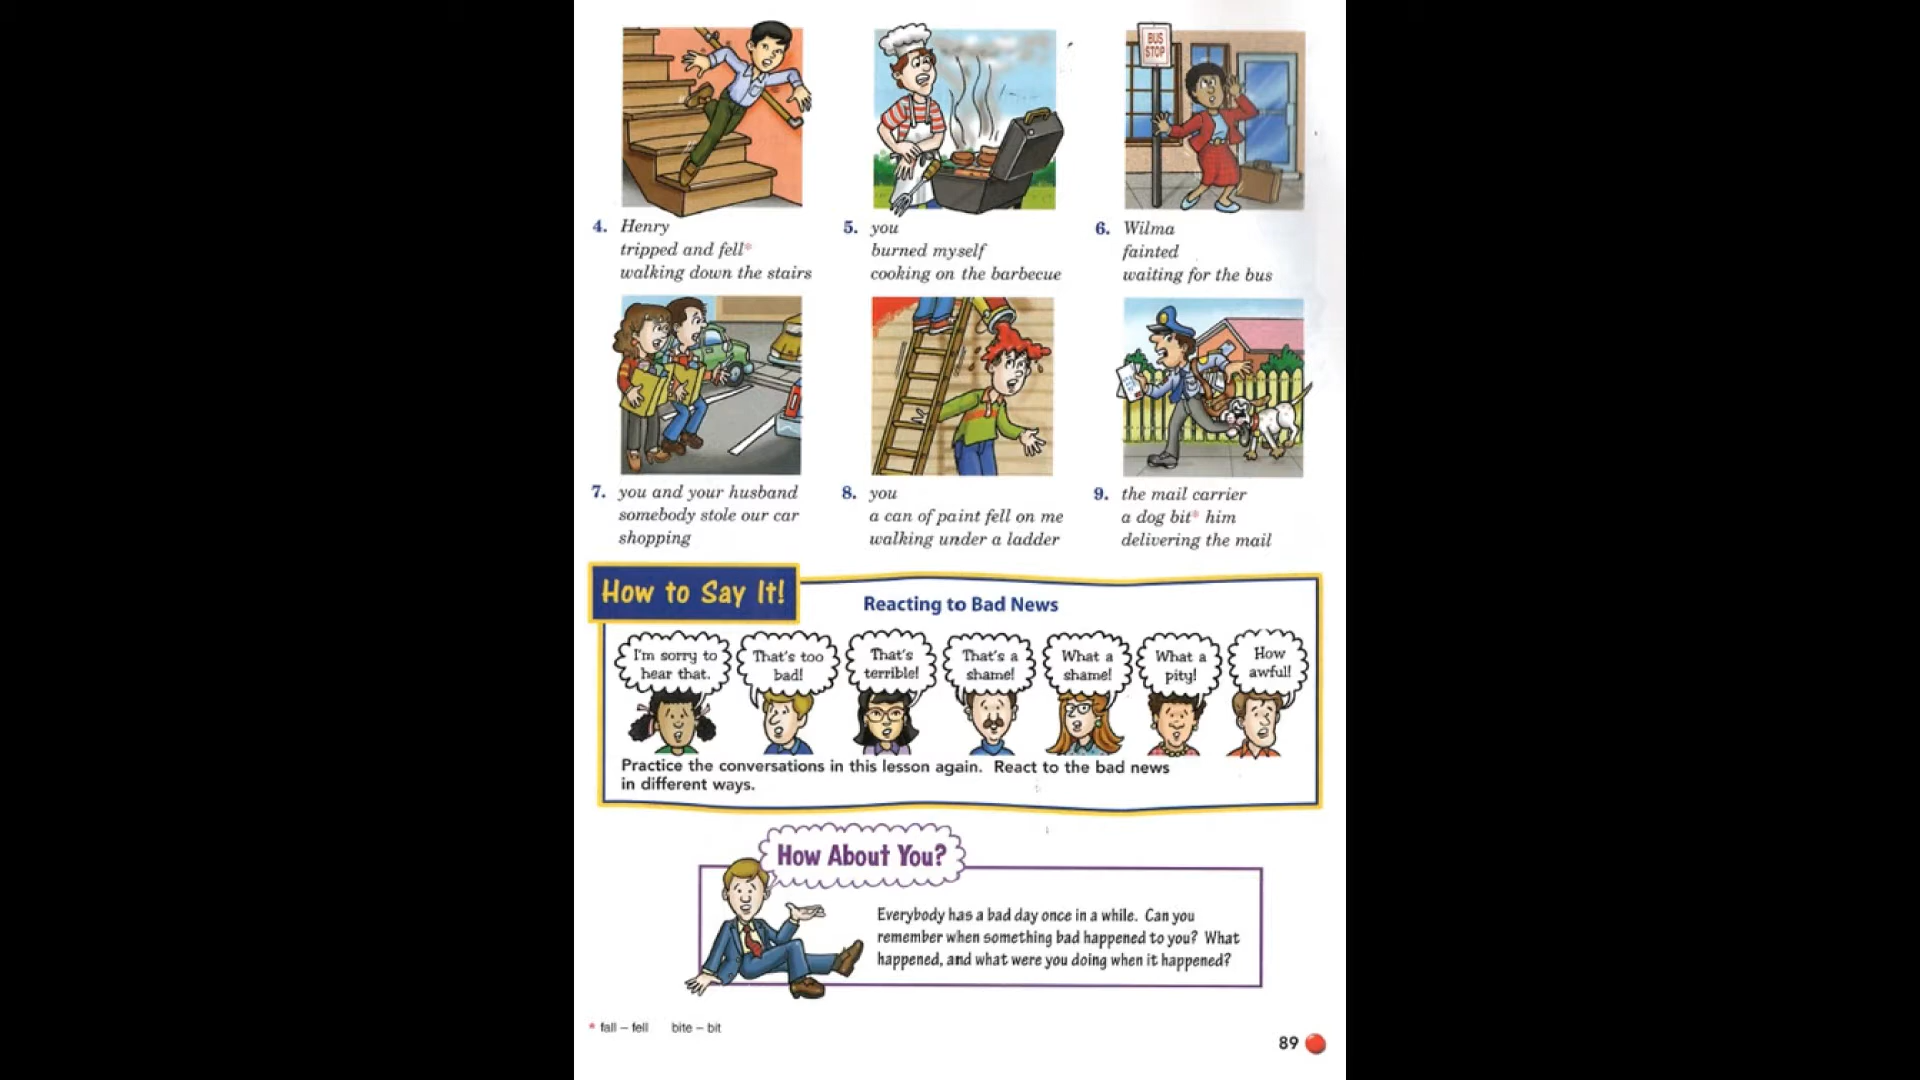 BUS
STOP
4. Henry
tripped and fell*
walking down the stairs
5. you
burned myself
cooking on the barbecue
6. Wilma
fainted
waiting for the bus
7. you and your husband
somebody stole our car
shopping
8. you
a can of paint fell on me
walking under a ladder
9. the mail carrier
a dog bit* him
delivering the mail
How to Say It!
Reacting to Bad News
I'm sorry to
hear that.
That's too
bad!
That's
terrible!
That's a
shame!
What a
shame!
What a
pity!
How
awful!
Practice the conversations in this lesson again. React to the bad news
in different ways.
How About You?
Everybody has a bad day once in a while. Can you
remember when something bad happened to you? What
happened, and what were you doing when it happened?
* fall – fell bite – bit
89